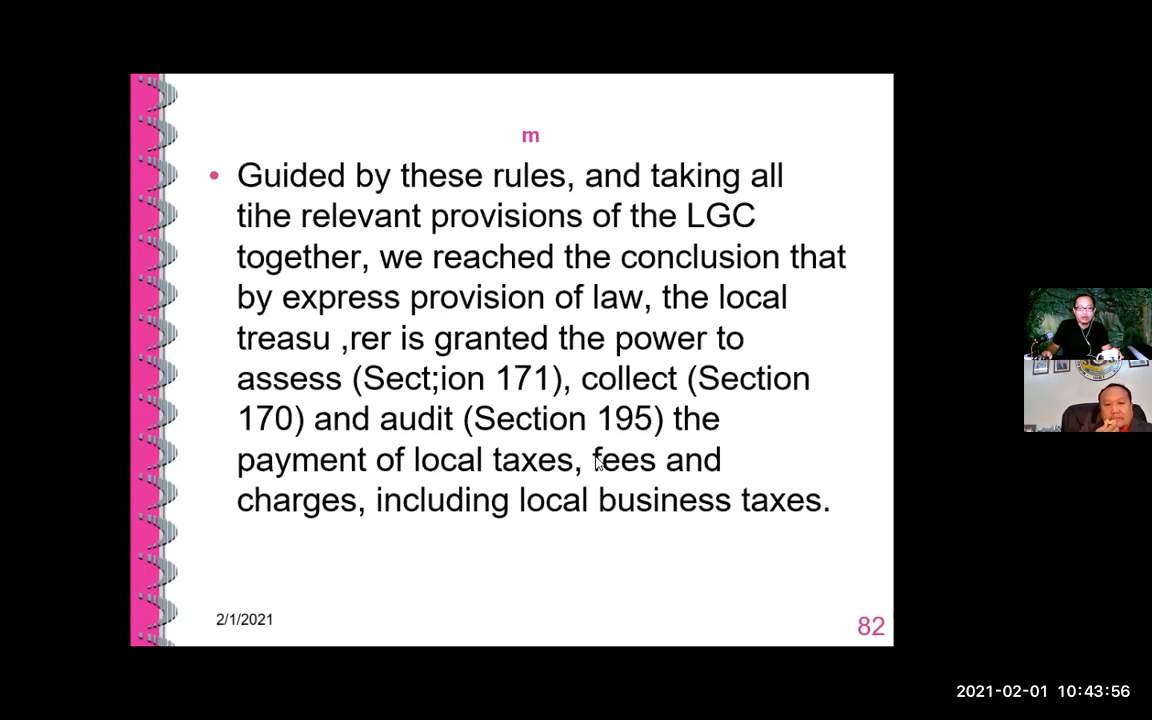 m
• Guided by these rules, and taking all
tihe relevant provisions of the LGC
together, we reached the conclusion that
by express provision of law, the local
treasu ,rer is granted the power to
assess (Sect;ion 171), collect (Section
170) and audit (Section 195) the
payment of local taxes, fees and
charges, including local business taxes.
2/1/2021
82
2021-02-01 10:43:56